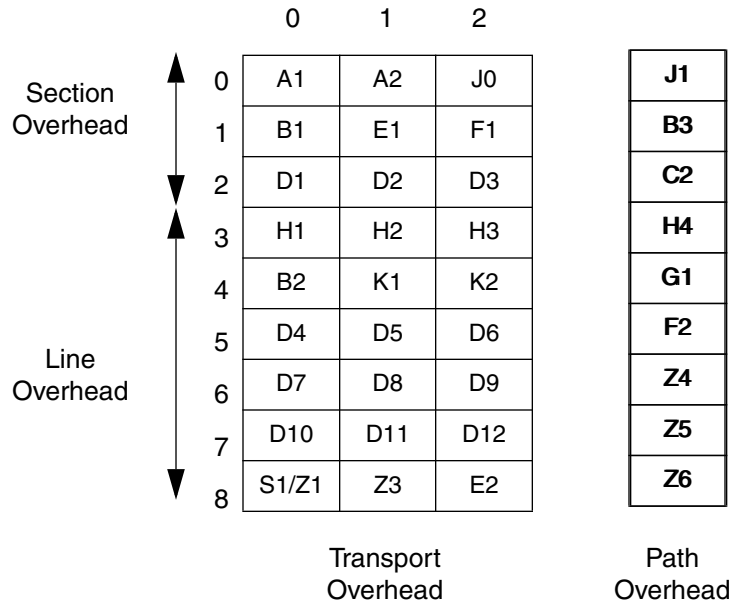 0 1 2
0 A1 A2 J0 J1
Section
Overhead
1 B1 E1 F1 B3
2 D1 D2 D3 C2
3 H1 H2 H3 H4
4 B2 K1 K2 G1
5 D4 D5 D6 F2
Line
Overhead
6 D7 D8 D9 Z4
7 D10 D11 D12 Z5
8 S1/Z1 Z3 E2 Z6
Transport
Overhead
Path
Overhead